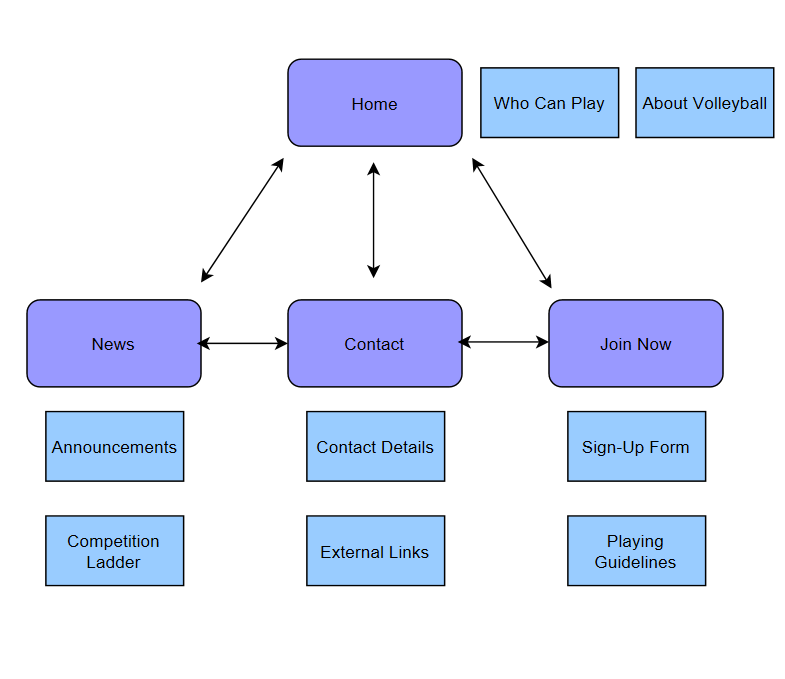 Home
Who Can Play
About Volleyball
News
Contact
Join Now
Announcements
Contact Details
Sign-Up Form
Competition
Ladder
External Links
Playing
Guidelines